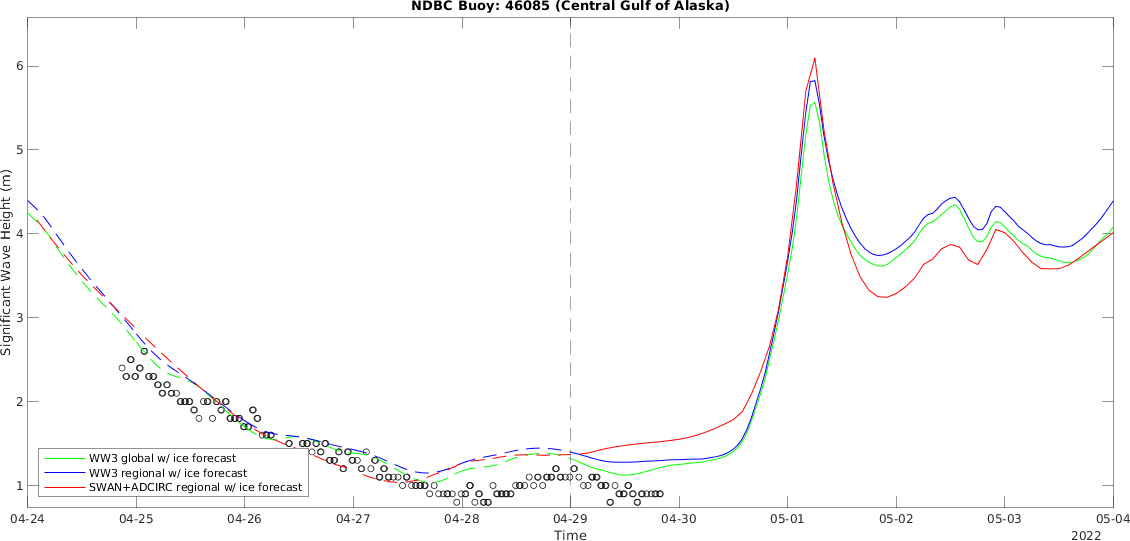 NDBC Buoy: 46085 (Central Gulf of Alaska)
Significant Wave Height (m)
6
5
4
3
2
1
WW3 global w/ ice forecast
WW3 regional w/ ice forecast
SWAN+ADCIRC regional w/ ice forecast
04-24 04-25 04-26 04-27 04-28 04-29 04-30 05-01 05-02 05-03 05-04
Time
2022